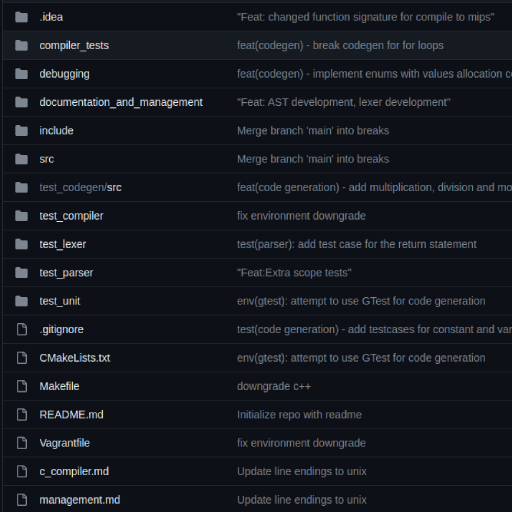 .idea "Feat: changed function signature for compile to mips"
compiler_tests feat(codegen) - break codegen for for loops
debugging feat(codegen) - implement enums with values allocation
documentation_and_management "Feat: AST development, lexer development"
include Merge branch 'main' into breaks
src Merge branch 'main' into breaks
test_codegen/src feat(code generation) - add multiplication, division and
test_compiler fix environment downgrade
test_lexer test(parser): add test case for the return statement
test_parser "Feat:Extra scope tests"
test_unit env(gtest): attempt to use GTest for code generation
.gitignore test(code generation) - add testcases for constant and
CMakeLists.txt env(gtest): attempt to use GTest for code generation
Makefile downgrade c++
README.md Initialize repo with readme
Vagrantfile fix environment downgrade
c_compiler.md Update line endings to unix
management.md Update line endings to unix